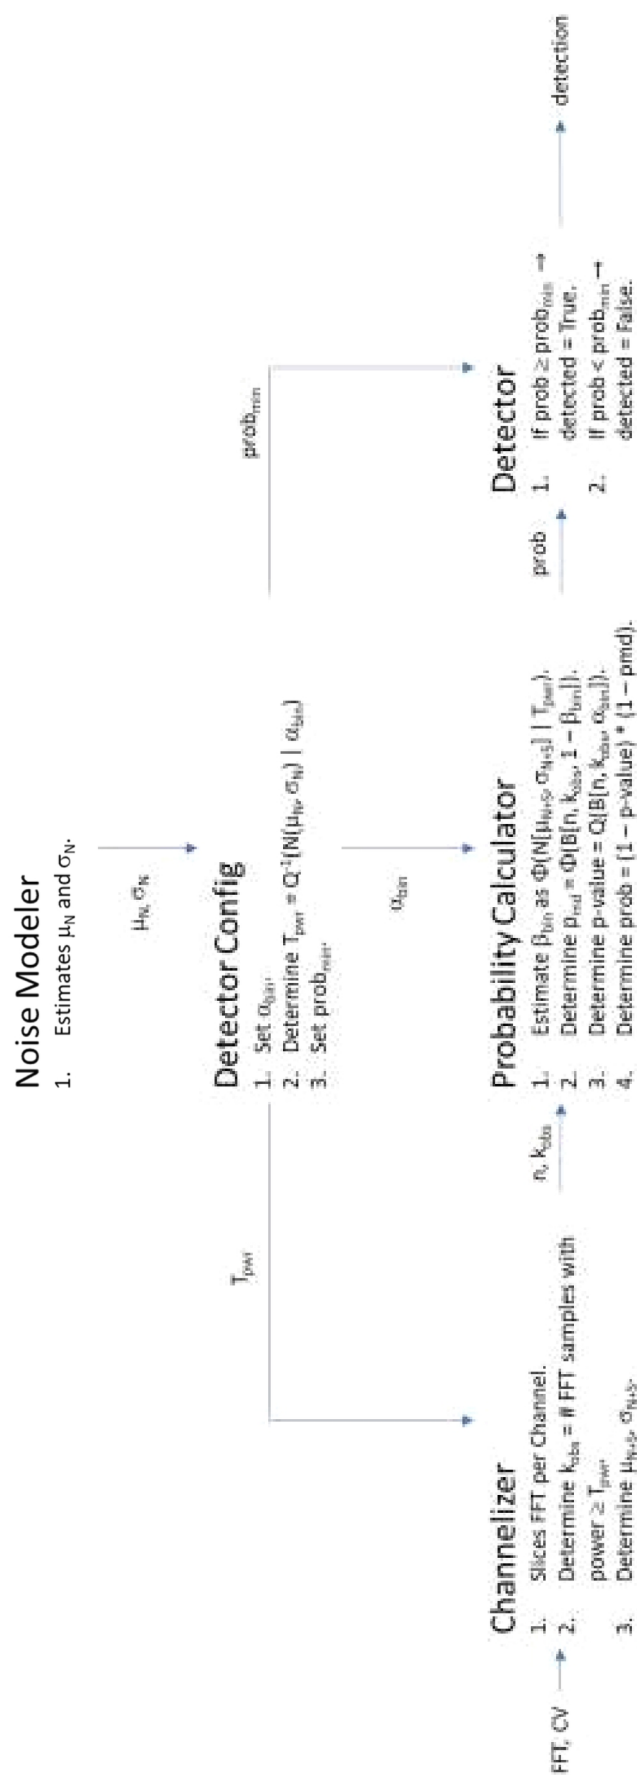 Noise Modeler
1. Estimates μN and σN.
μN, σN
Detector Config
1. Set αbin.
2. Determine Tpwr = Q⁻¹(N(μN, σN) | αbin)
3. Set probmin.
Tpwr
αbin
probmin
FFT, CV
Channelizer
1. Slices FFT per Channel.
2. Determine kobs = # FFT samples with
power ≥ Tpwr.
3. Determine μN+S, σN+S.
n, kobs
Probability Calculator
1. Estimate βbin as Φ(N[μN+S, σN+S] | Tpwr).
2. Determine pmd = Φ(B[n, kobs, 1 – βbin]).
3. Determine p-value = Q(B[n, kobs, αbin]).
4. Determine prob = (1 – p-value) * (1 – pmd).
prob
Detector
1. If prob ≥ probmin →
detected = True.
2. If prob < probmin →
detected = False.
detection